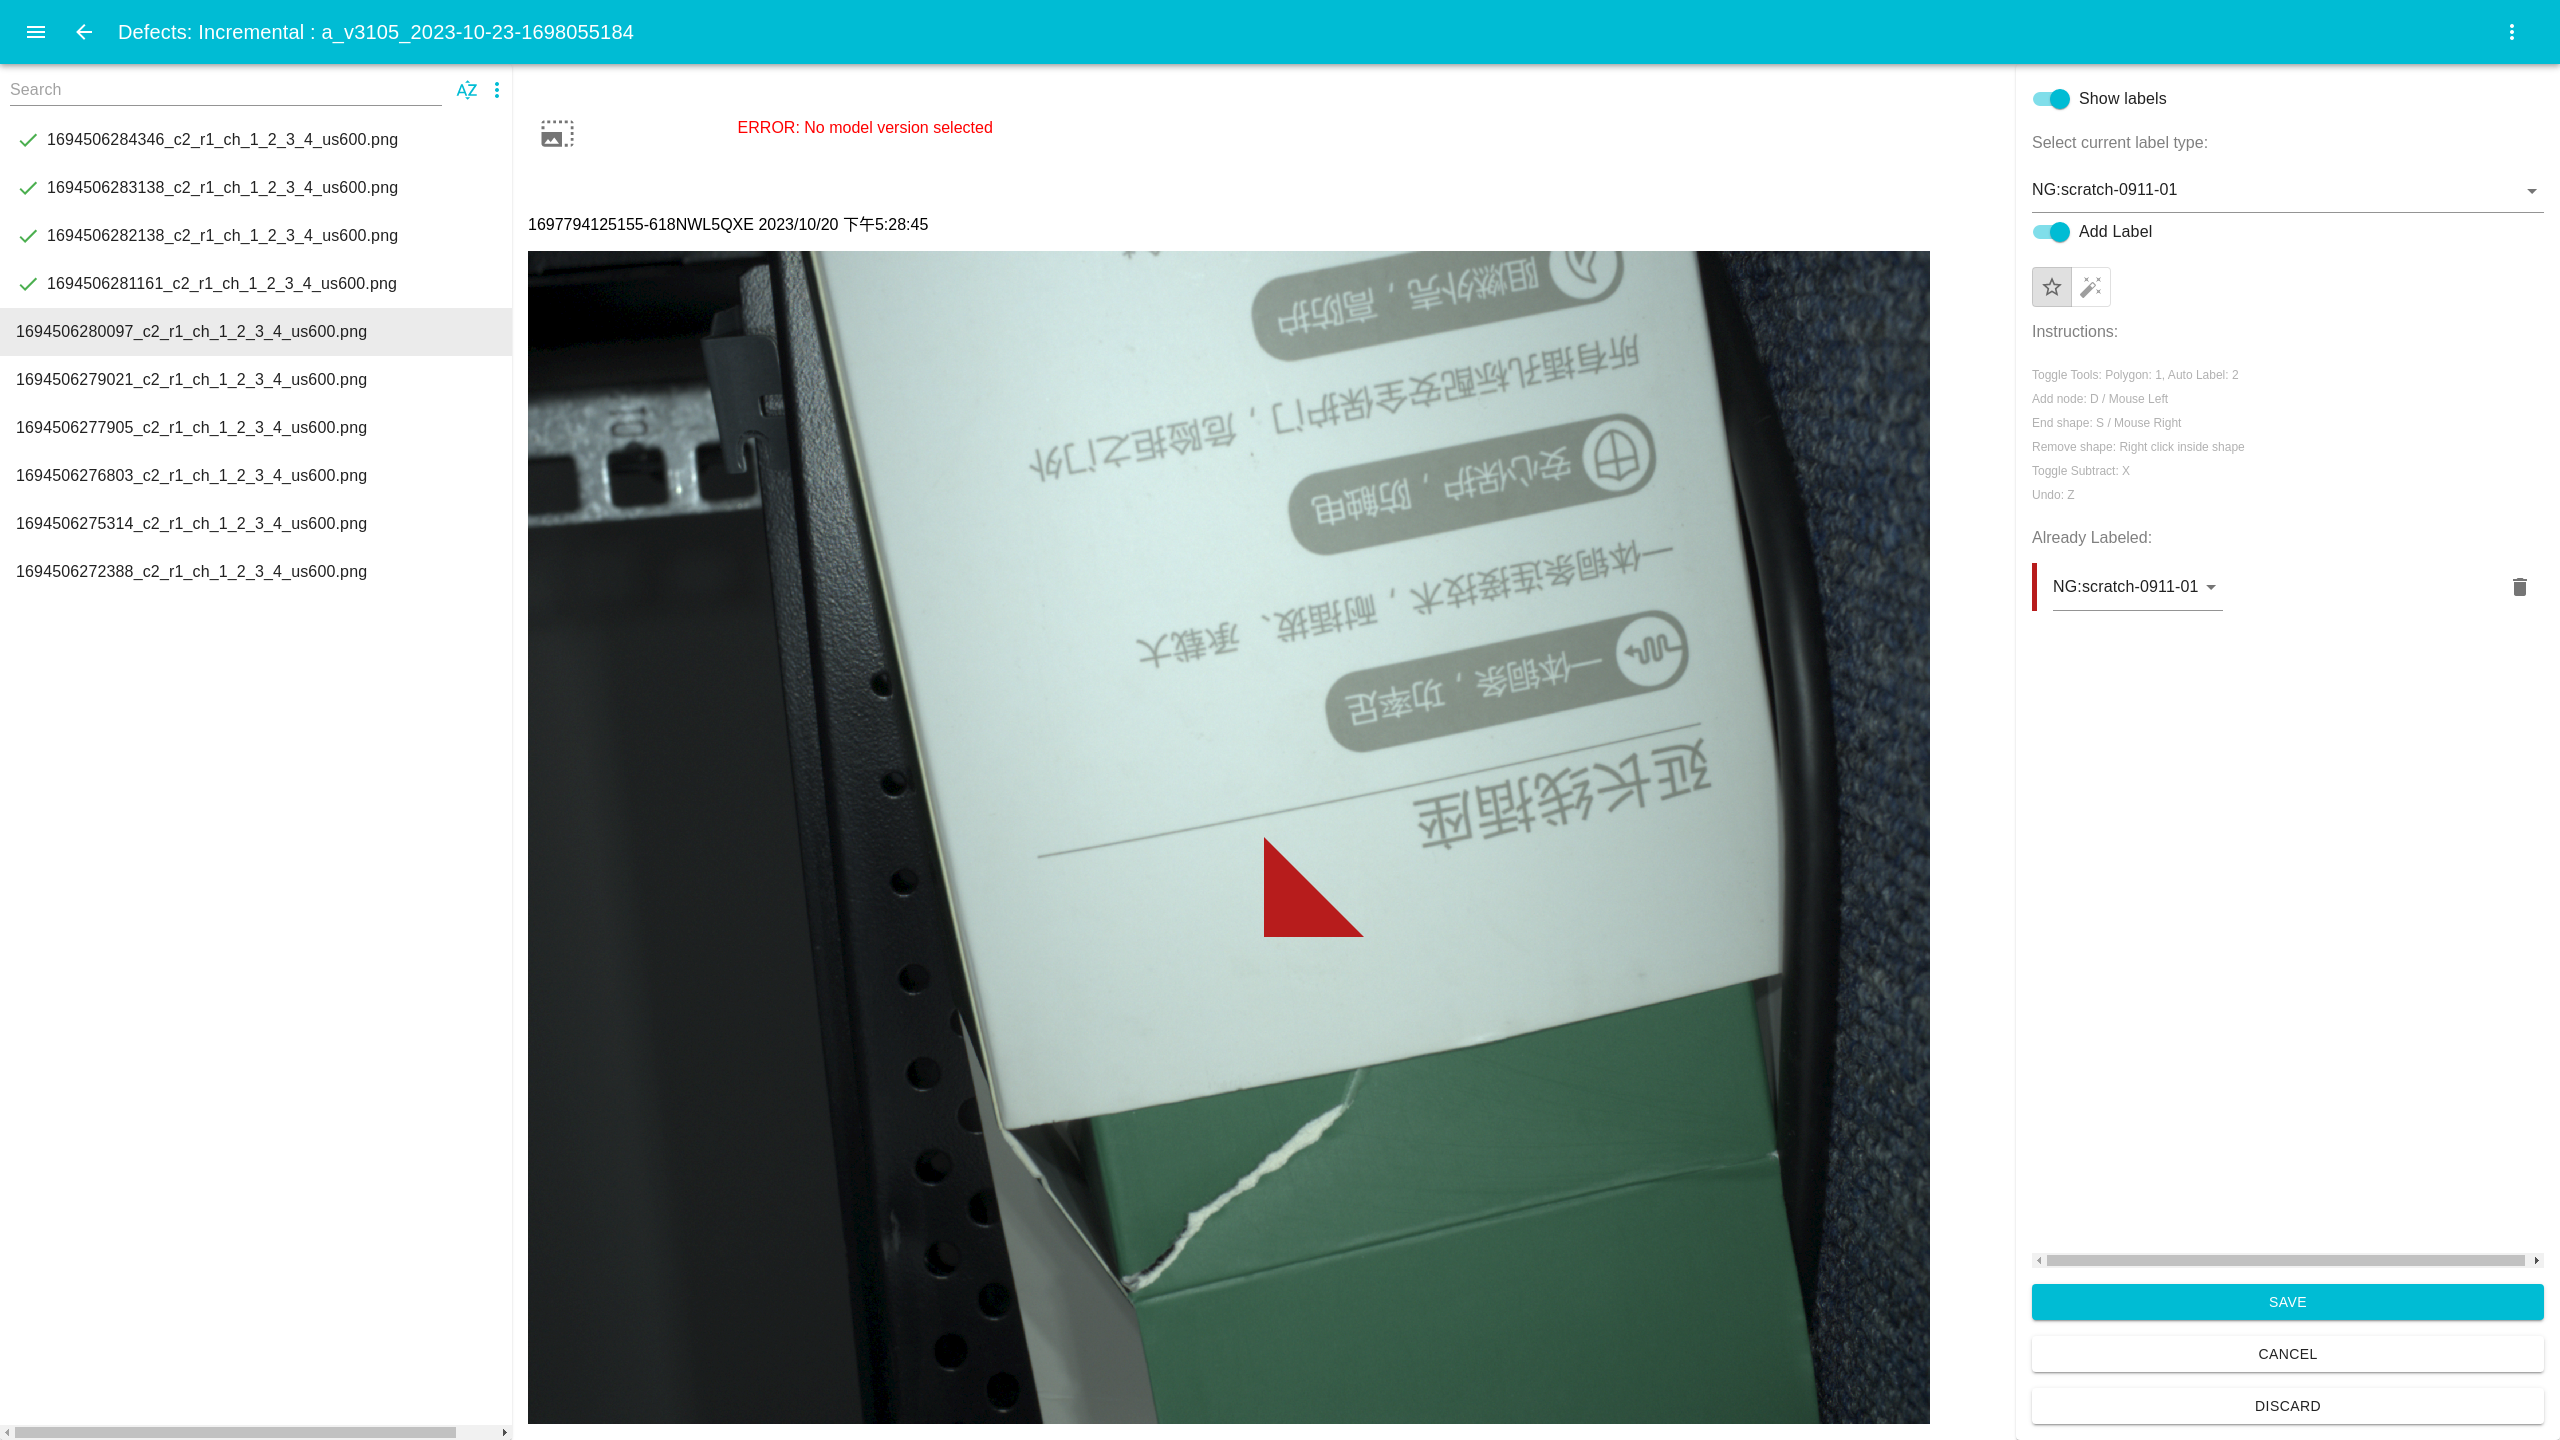 Defects: Incremental : a_v3105_2023-10-23-1698055184
Search
AZ
1694506284346_c2_r1_ch_1_2_3_4_us600.png
1694506283138_c2_r1_ch_1_2_3_4_us600.png
1694506282138_c2_r1_ch_1_2_3_4_us600.png
1694506281161_c2_r1_ch_1_2_3_4_us600.png
1694506280097_c2_r1_ch_1_2_3_4_us600.png
1694506279021_c2_r1_ch_1_2_3_4_us600.png
1694506277905_c2_r1_ch_1_2_3_4_us600.png
1694506276803_c2_r1_ch_1_2_3_4_us600.png
1694506275314_c2_r1_ch_1_2_3_4_us600.png
1694506272388_c2_r1_ch_1_2_3_4_us600.png
ERROR: No model version selected
1697794125155-618NWL5QXE 2023/10/20 下午5:28:45
延长线插座
一体铜条，功率足
一体铜条连接技术，耐插拔、承载大
安心保护，防触电
所有插孔标配安全保护门，危险拒之门外
阻燃外壳，高防护
Show labels
Select current label type:
NG:scratch-0911-01
Add Label
Instructions:
Toggle Tools: Polygon: 1, Auto Label: 2
Add node: D / Mouse Left
End shape: S / Mouse Right
Remove shape: Right click inside shape
Toggle Subtract: X
Undo: Z
Already Labeled:
NG:scratch-0911-01
SAVE
CANCEL
DISCARD